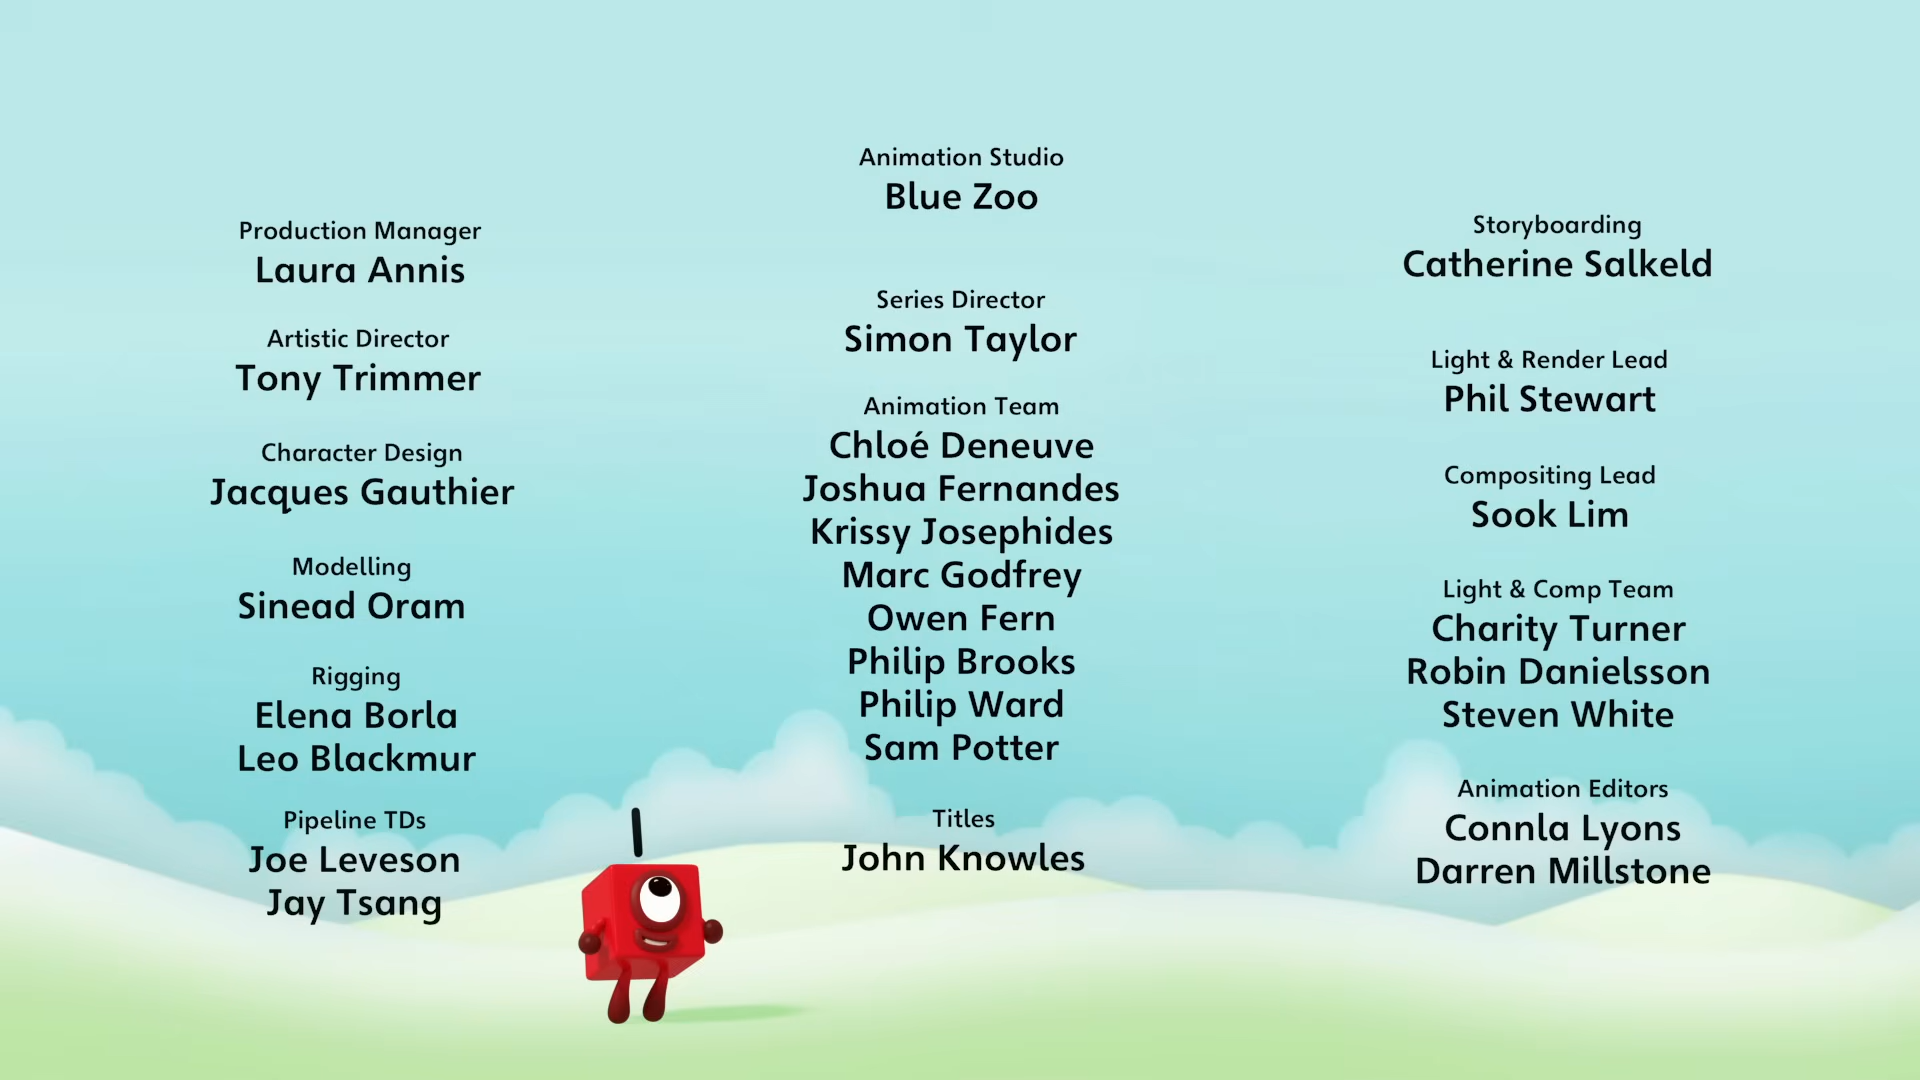 Production Manager
Laura Annis
Artistic Director
Tony Trimmer
Character Design
Jacques Gauthier
Modelling
Sinead Oram
Rigging
Elena Borla
Leo Blackmur
Pipeline TDs
Joe Leveson
Jay Tsang
Animation Studio
Blue Zoo
Series Director
Simon Taylor
Animation Team
Chloé Deneuve
Joshua Fernandes
Krissy Josephides
Marc Godfrey
Owen Fern
Philip Brooks
Philip Ward
Sam Potter
Titles
John Knowles
Storyboarding
Catherine Salkeld
Light & Render Lead
Phil Stewart
Compositing Lead
Sook Lim
Light & Comp Team
Charity Turner
Robin Danielsson
Steven White
Animation Editors
Connla Lyons
Darren Millstone